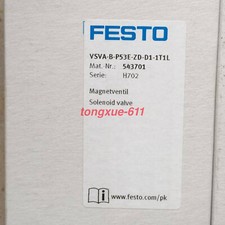 FESTO
VSVA-B-P53E-ZD-D1-1T1L
Mat. Nr.: 543701
Serie: H702
Magnetventil
Solenoid valve
tongxue-611
www.festo.com/pk